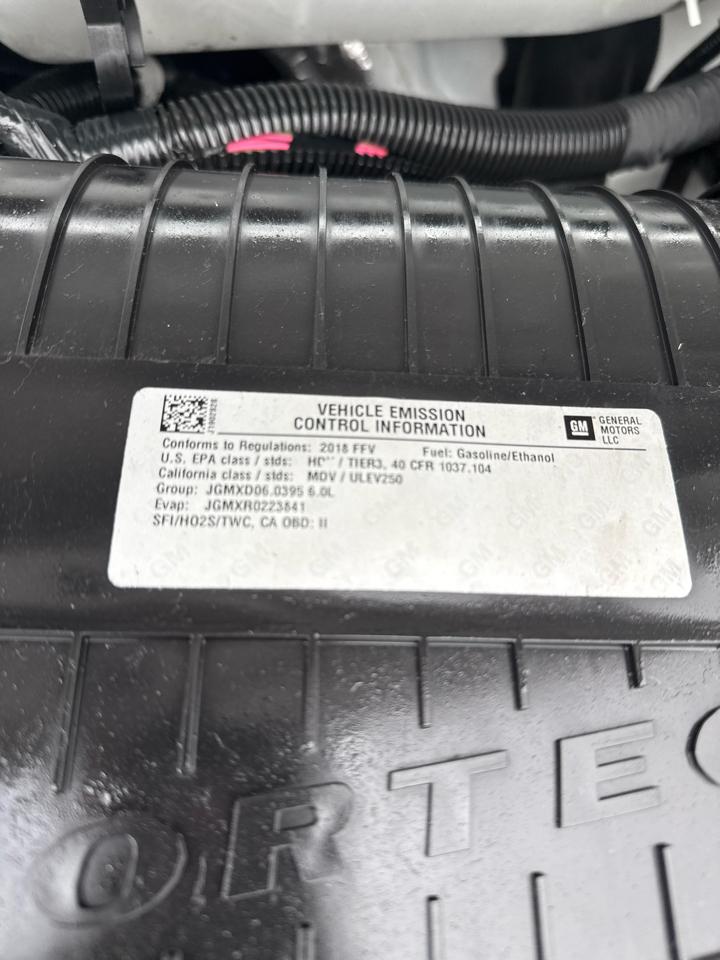 VEHICLE EMISSION
CONTROL INFORMATION
GM
GENERAL
MOTORS
LLC
Conforms to Regulations: 2018 FFV Fuel: Gasoline/Ethanol
U.S. EPA class / stds: / TIER3, 40 CFR 1037.104
California class / stds: MDV / ULEV250
Group: JGMXD06.0395 6.0L
Evap: JGMXR0223841
SFI/HO2S/TWC, CA OBD: II
ORTEC